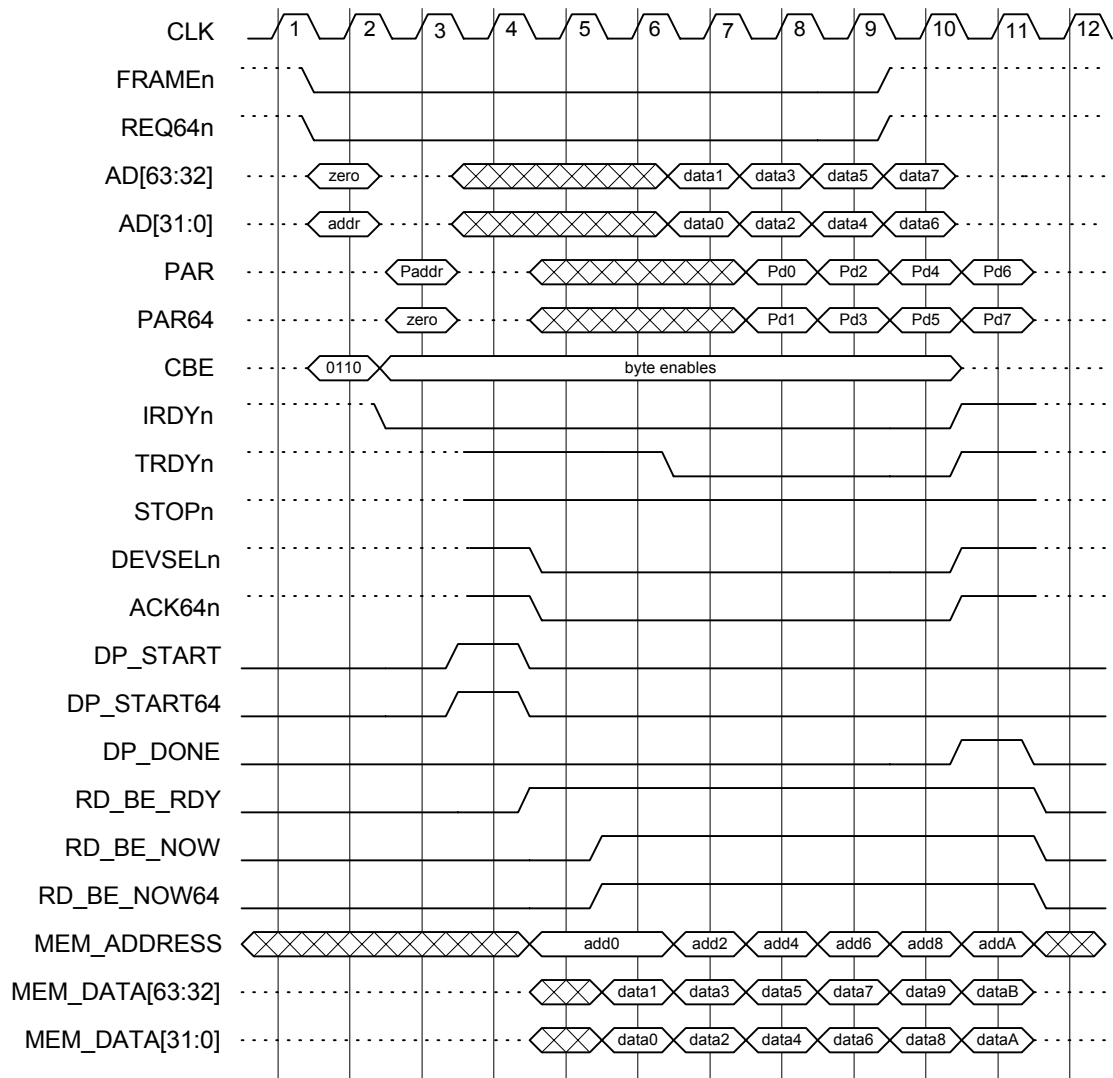 CLK 1 2 3 4 5 6 7 8 9 10 11 12
FRAMEn
REQ64n
AD[63:32] zero data1 data3 data5 data7
AD[31:0] addr data0 data2 data4 data6
PAR Paddr Pd0 Pd2 Pd4 Pd6
PAR64 zero Pd1 Pd3 Pd5 Pd7
CBE 0110 byte enables
IRDYn
TRDYn
STOPn
DEVSELn
ACK64n
DP_START
DP_START64
DP_DONE
RD_BE_RDY
RD_BE_NOW
RD_BE_NOW64
MEM_ADDRESS add0 add2 add4 add6 add8 addA
MEM_DATA[63:32] data1 data3 data5 data7 data9 dataB
MEM_DATA[31:0] data0 data2 data4 data6 data8 dataA